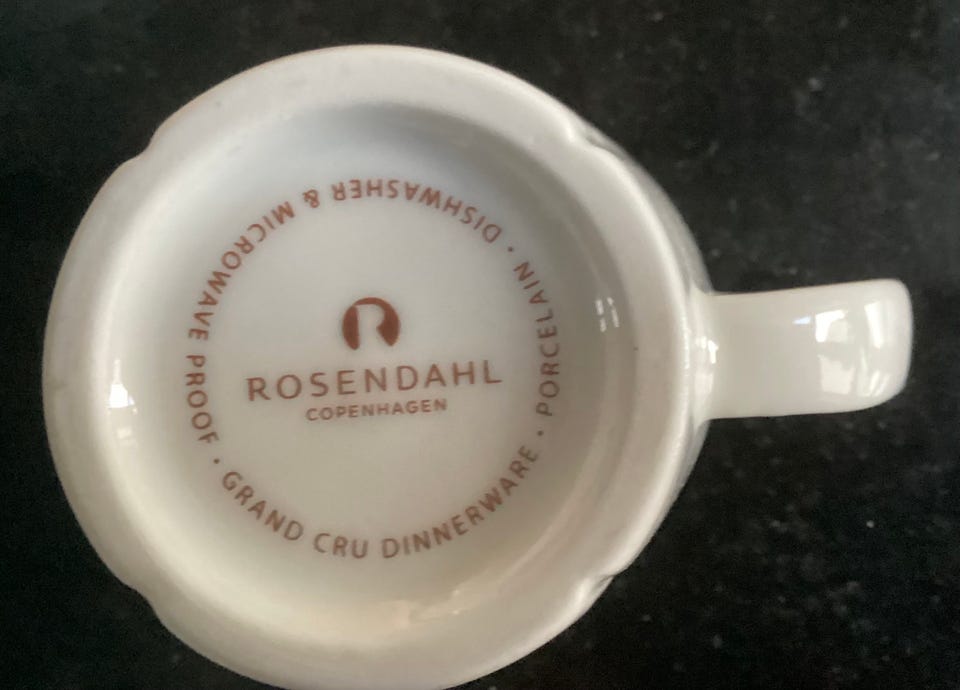 R
ROSENDAHL
COPENHAGEN
GRAND CRU DINNERWARE · PORCELAIN · DISHWASHER & MICROWAVE PROOF ·